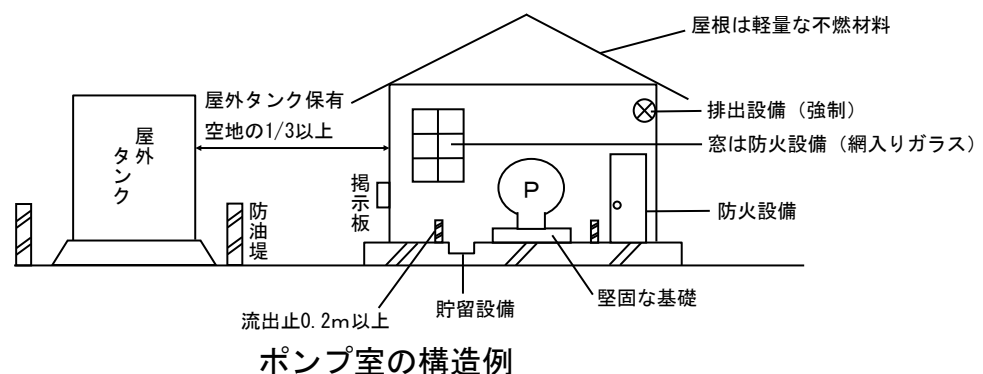 屋根は軽量な不燃材料
屋外タンク保有
空地の1/3以上
排出設備（強制）
窓は防火設備（網入りガラス）
屋外
タンク
掲示板
P
防油堤
防火設備
堅固な基礎
貯留設備
流出止0.2m以上
ポンプ室の構造例